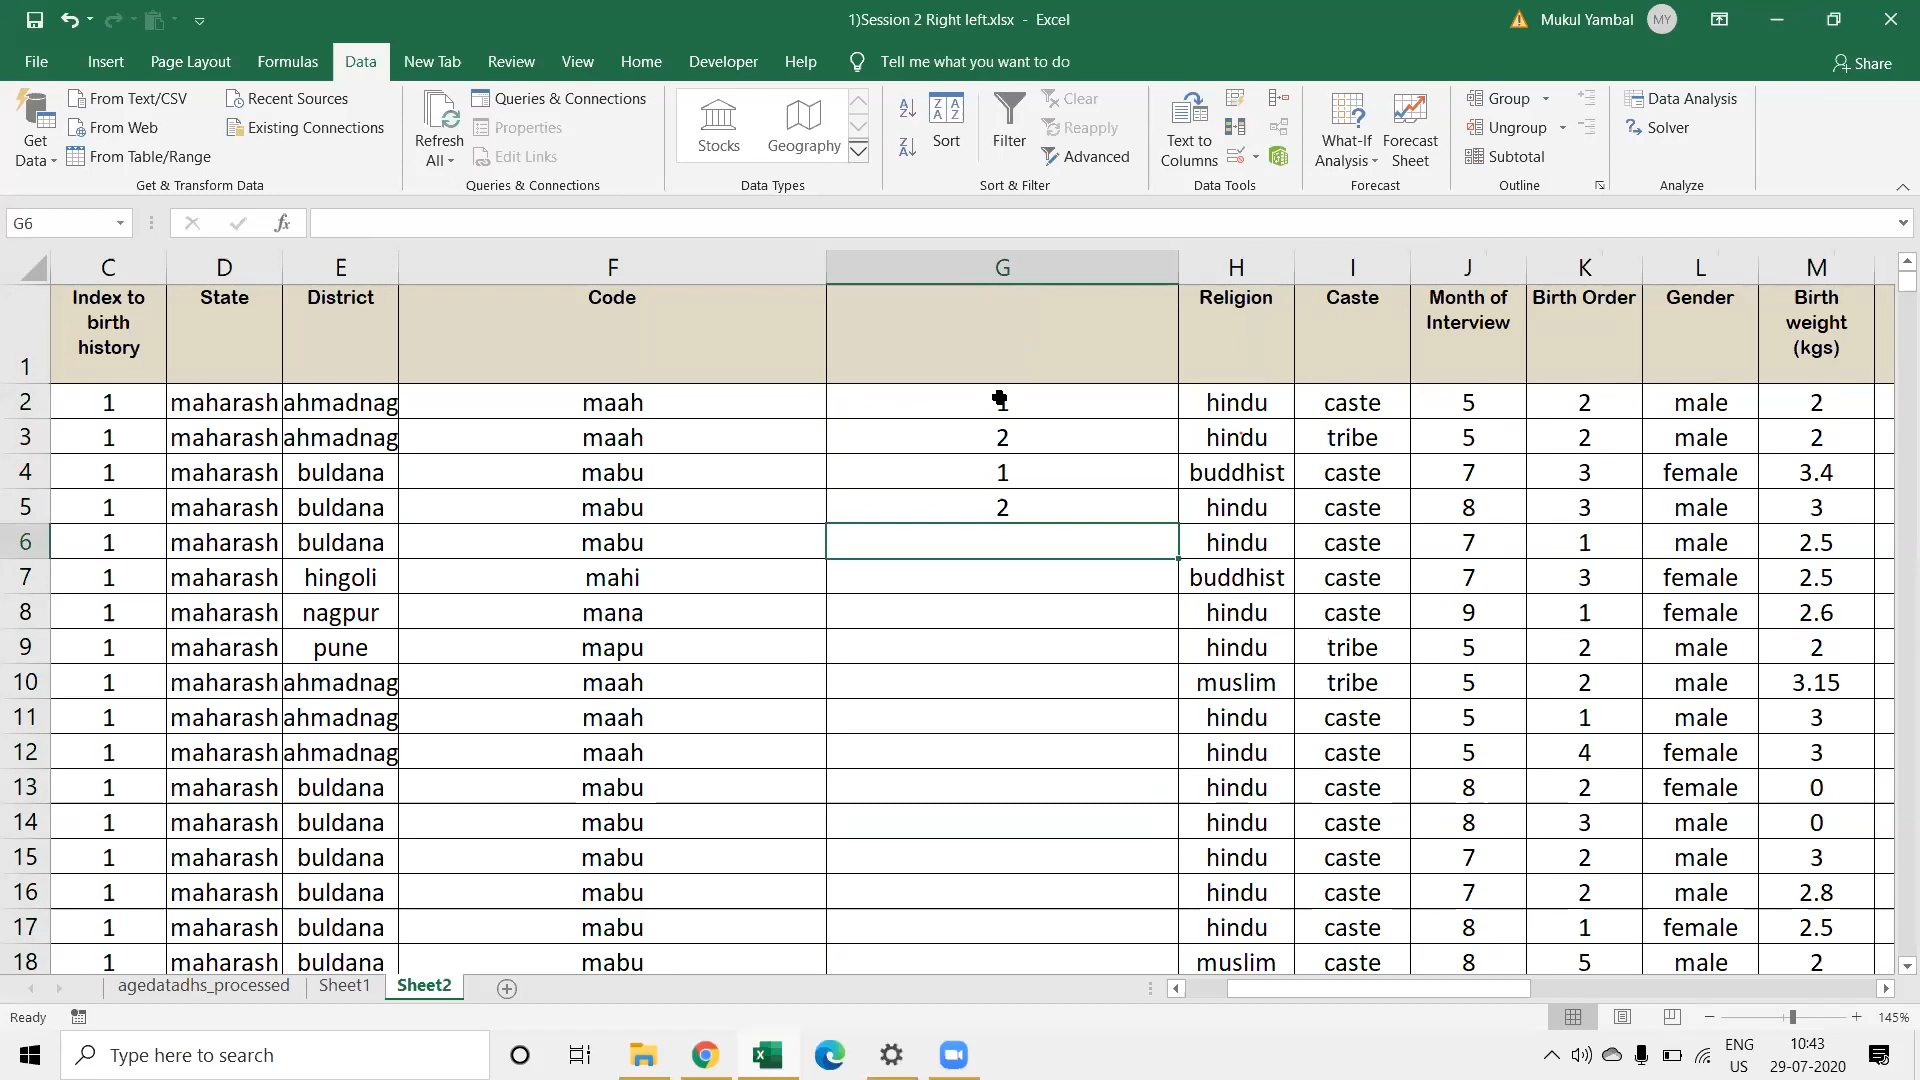 1)Session 2 Right left.xlsx - Excel
Mukul Yambal MY
File Insert Page Layout Formulas Data New Tab Review View Home Developer Help Tell me what you want to do Share
Get Data
From Text/CSV
From Web
From Table/Range
Recent Sources
Existing Connections
Get & Transform Data
Refresh All
Queries & Connections
Properties
Edit Links
Queries & Connections
Stocks
Geography
Data Types
Sort
Filter
Clear
Reapply
Advanced
Sort & Filter
Text to Columns
Data Tools
What-If Analysis
Forecast Sheet
Forecast
Group
Ungroup
Subtotal
Outline
Data Analysis
Solver
Analyze
G6 fx
C D E F G H I J K L M
1 Index to birth history State District Code Religion Caste Month of Interview Birth Order Gender Birth weight (kgs)
2 1 maharash ahmadnag maah 1 hindu caste 5 2 male 2
3 1 maharash ahmadnag maah 2 hindu tribe 5 2 male 2
4 1 maharash buldana mabu 1 buddhist caste 7 3 female 3.4
5 1 maharash buldana mabu 2 hindu caste 8 3 male 3
6 1 maharash buldana mabu hindu caste 7 1 male 2.5
7 1 maharash hingoli mahi buddhist caste 7 3 female 2.5
8 1 maharash nagpur mana hindu caste 9 1 female 2.6
9 1 maharash pune mapu hindu tribe 5 2 male 2
10 1 maharash ahmadnag maah muslim tribe 5 2 male 3.15
11 1 maharash ahmadnag maah hindu caste 5 1 male 3
12 1 maharash ahmadnag maah hindu caste 5 4 female 3
13 1 maharash buldana mabu hindu caste 8 2 female 0
14 1 maharash buldana mabu hindu caste 8 3 male 0
15 1 maharash buldana mabu hindu caste 7 2 male 3
16 1 maharash buldana mabu hindu caste 7 2 male 2.8
17 1 maharash buldana mabu hindu caste 8 1 female 2.5
18 1 maharash buldana mabu muslim caste 8 5 male 2
agedatadhs_processed Sheet1 Sheet2
Ready 145%
Type here to search
ENG US
10:43
29-07-2020